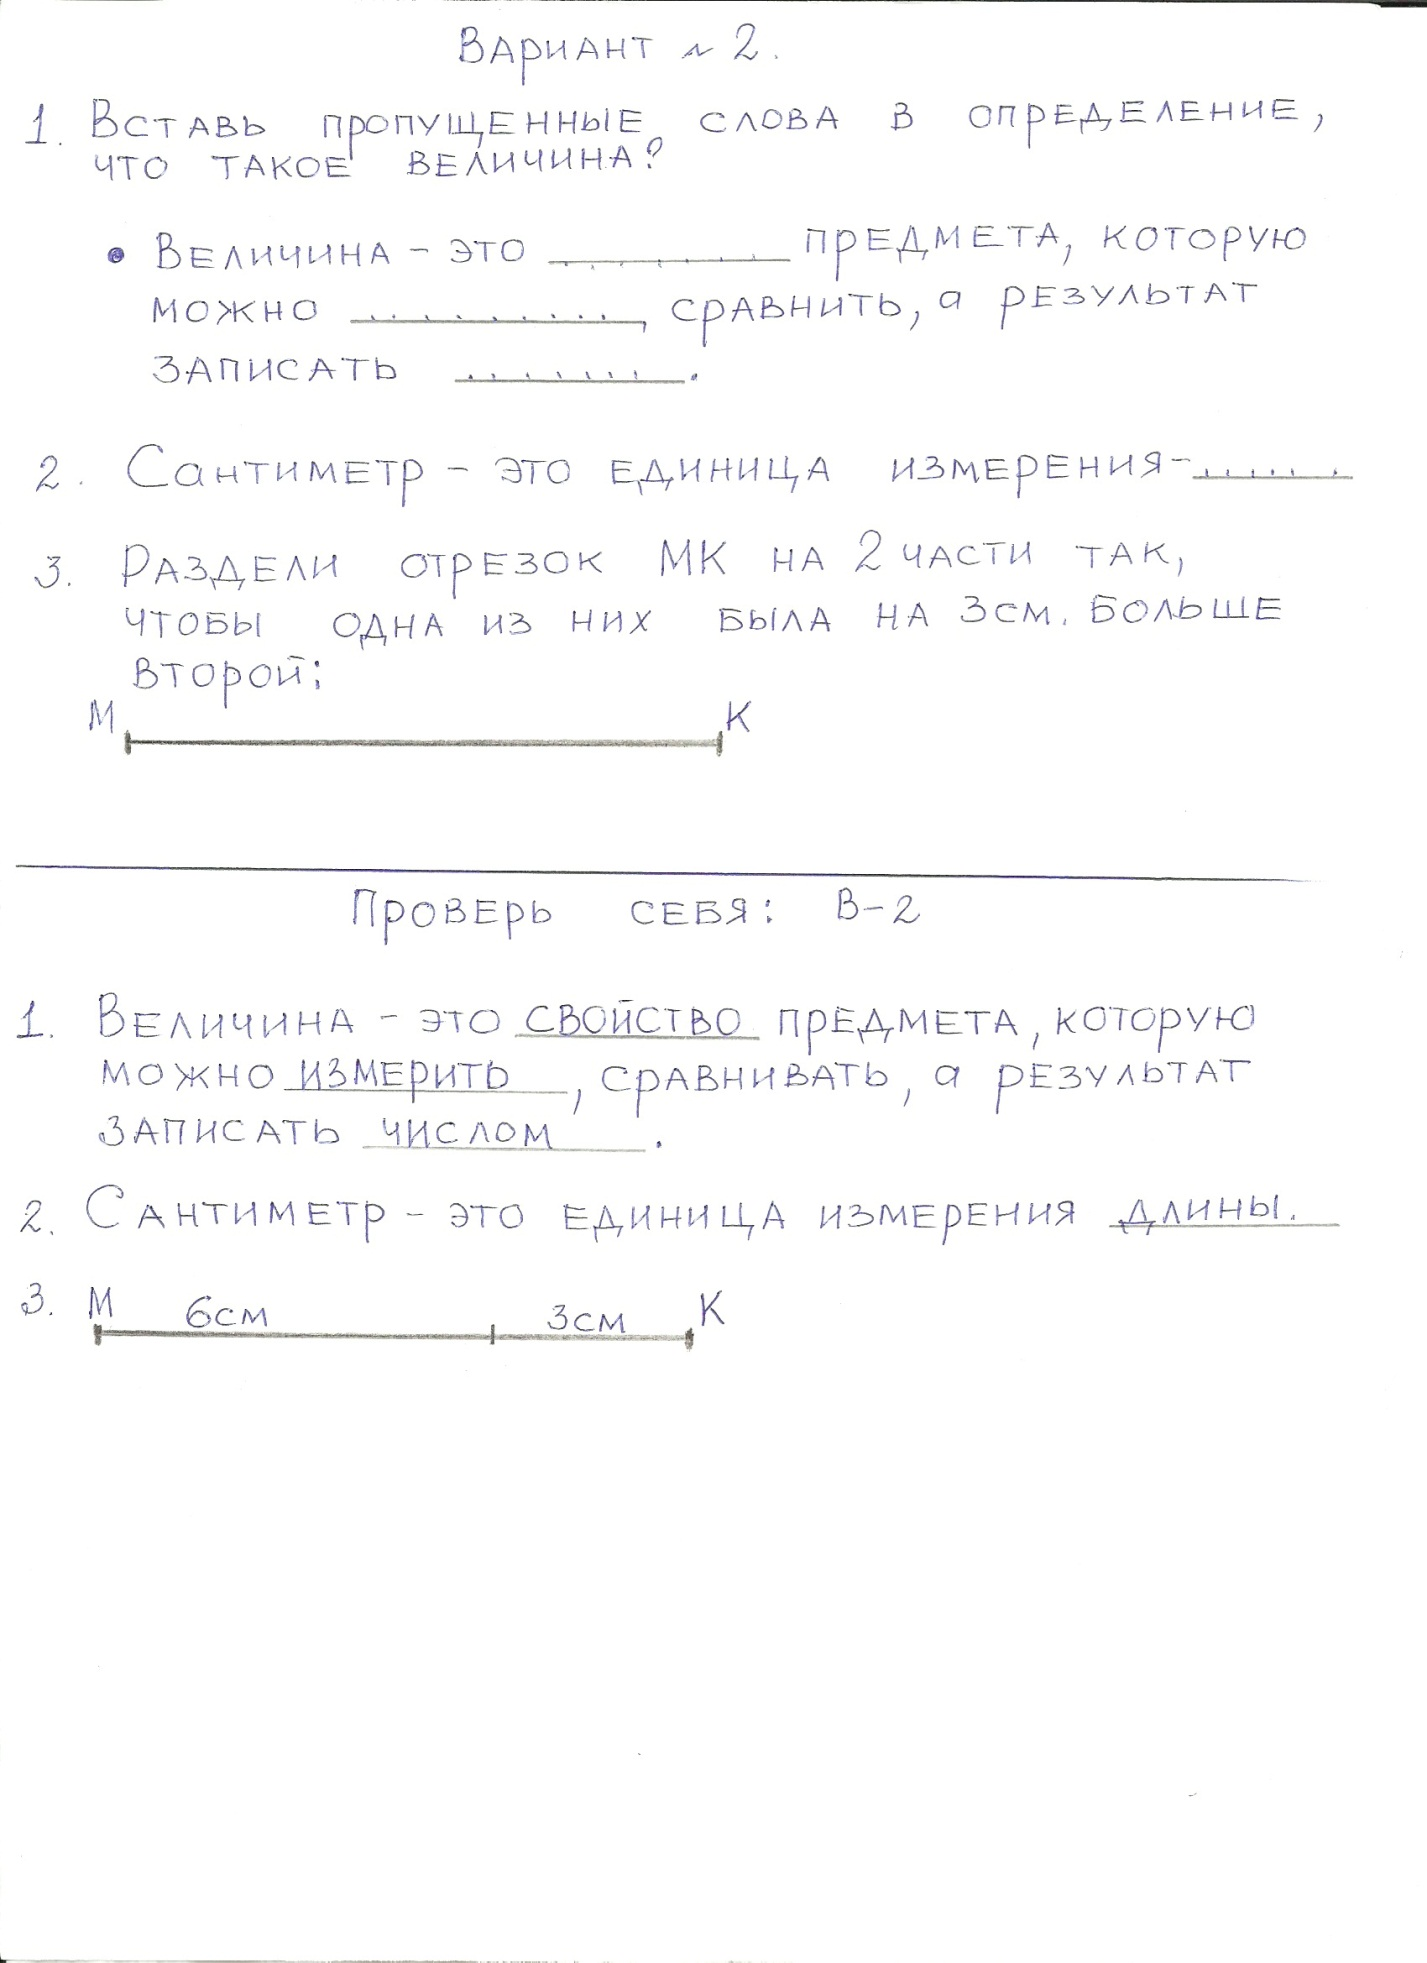 Вариант № 2.
1. Вставь пропущенные слова в определение,
что такое величина?
• Величина - это ......... предмета, которую
можно .........., сравнить, а результат
записать ........
2. Сантиметр - это единица измерения-......
3. Раздели отрезок МК на 2 части так,
чтобы одна из них была на 3см. больше
второй:
М К
Проверь себя: В-2
1. Величина - это свойство предмета, которую
можно измерить, сравнивать, а результат
записать числом.
2. Сантиметр - это единица измерения длины.
3. М 6см 3см К